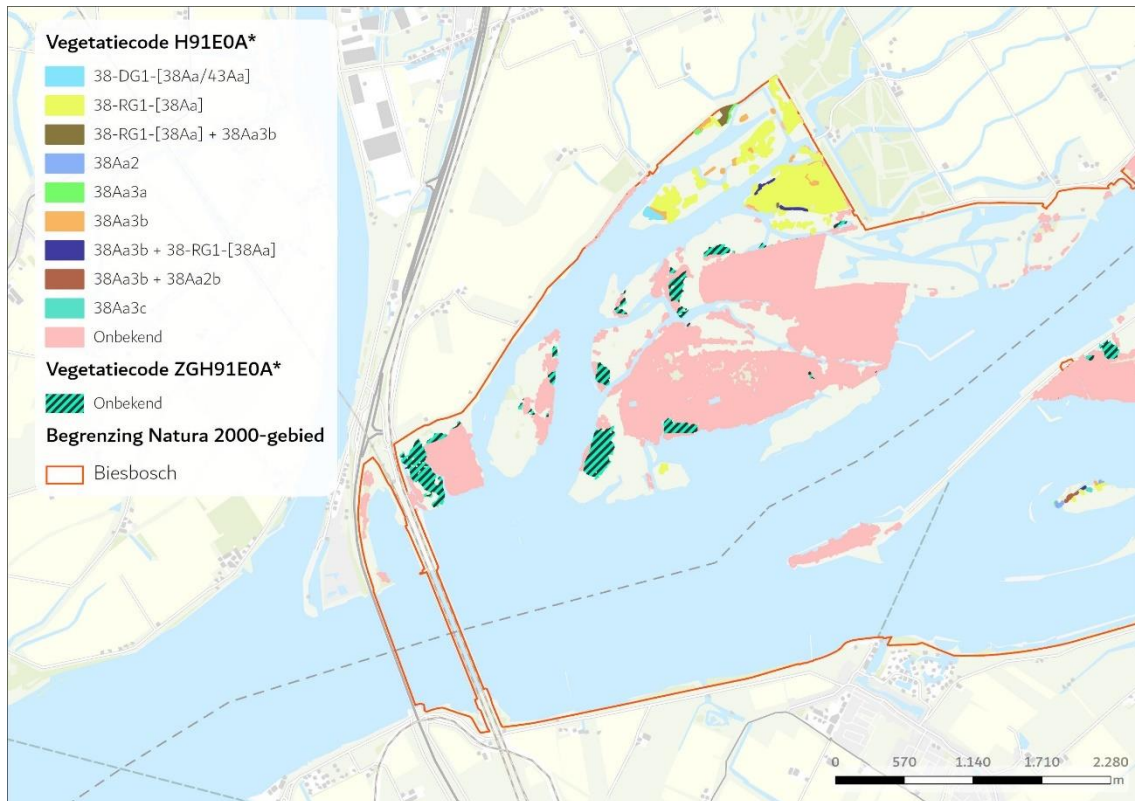 Vegetatiecode H91E0A*
38-DG1-[38Aa/43Aa]
38-RG1-[38Aa]
38-RG1-[38Aa] + 38Aa3b
38Aa2
38Aa3a
38Aa3b
38Aa3b + 38-RG1-[38Aa]
38Aa3b + 38Aa2b
38Aa3c
Onbekend
Vegetatiecode ZGH91E0A*
Onbekend
Begrenzing Natura 2000-gebied
Biesbosch
0 570 1.140 1.710 2.280
m